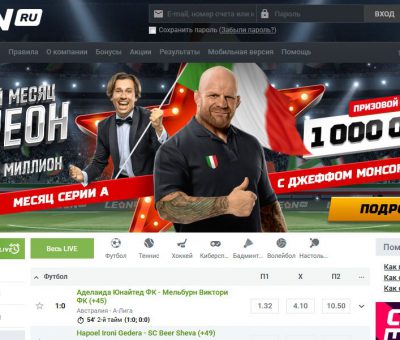 ON RU
E-mail, номер счета или
Пароль
ВХОД
Сохранить пароль (Забыли пароль?)
Правила О компании Бонусы Акции Результаты Мобильная версия Помощь
Й МЕСЯЦ
ЕОН
МИЛЛИОН
МЕСЯЦ СЕРИИ А
ПРИЗОВОЙ
1 000 0
С ДЖЕФФОМ МОНСО
ПОДРО
LIVE
Весь LIVE
Футбол Теннис Хоккей Киберсп... Бадминт... Волейбол Настоль...
Пом
Футбол П1 X П2
Как
Как
Как
1:0 Аделаида Юнайтед ФК - Мельбурн Виктори ФК (+45)
Австралия - А-Лига
54' 2-й тайм (1:0; 0:0)
1.32 4.10 10.50
Hapoel Ironi Gedera - SC Beer Sheva (+49)